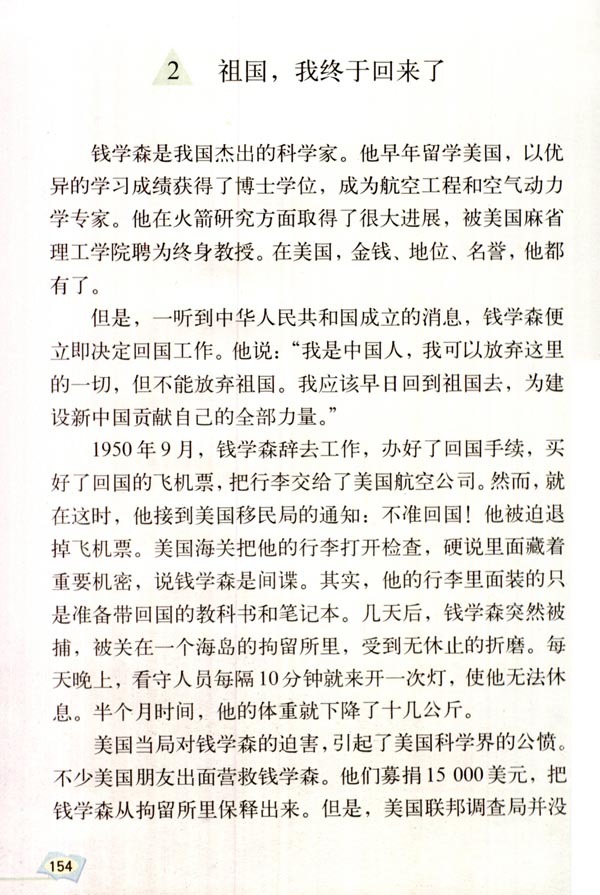 2 祖国，我终于回来了
钱学森是我国杰出的科学家。他早年留学美国，以优
异的学习成绩获得了博士学位，成为航空工程和空气动力
学专家。他在火箭研究方面取得了很大进展，被美国麻省
理工学院聘为终身教授。在美国，金钱、地位、名誉，他都
有了。
但是，一听到中华人民共和国成立的消息，钱学森便
立即决定回国工作。他说：“我是中国人，我可以放弃这里
的一切，但不能放弃祖国。我应该早日回到祖国去，为建
设新中国贡献自己的全部力量。”
1950年9月，钱学森辞去工作，办好了回国手续，买
好了回国的飞机票，把行李交给了美国航空公司。然而，就
在这时，他接到美国移民局的通知：不准回国！他被迫退
掉飞机票。美国海关把他的行李打开检查，硬说里面藏着
重要机密，说钱学森是间谍。其实，他的行李里面装的只
是准备带回国的教科书和笔记本。几天后，钱学森突然被
捕，被关在一个海岛的拘留所里，受到无休止的折磨。每
天晚上，看守人员每隔10分钟就来开一次灯，使他无法休
息。半个月时间，他的体重就下降了十几公斤。
美国当局对钱学森的迫害，引起了美国科学界的公愤。
不少美国朋友出面营救钱学森。他们募捐15 000美元，把
钱学森从拘留所里保释出来。但是，美国联邦调查局并没
154